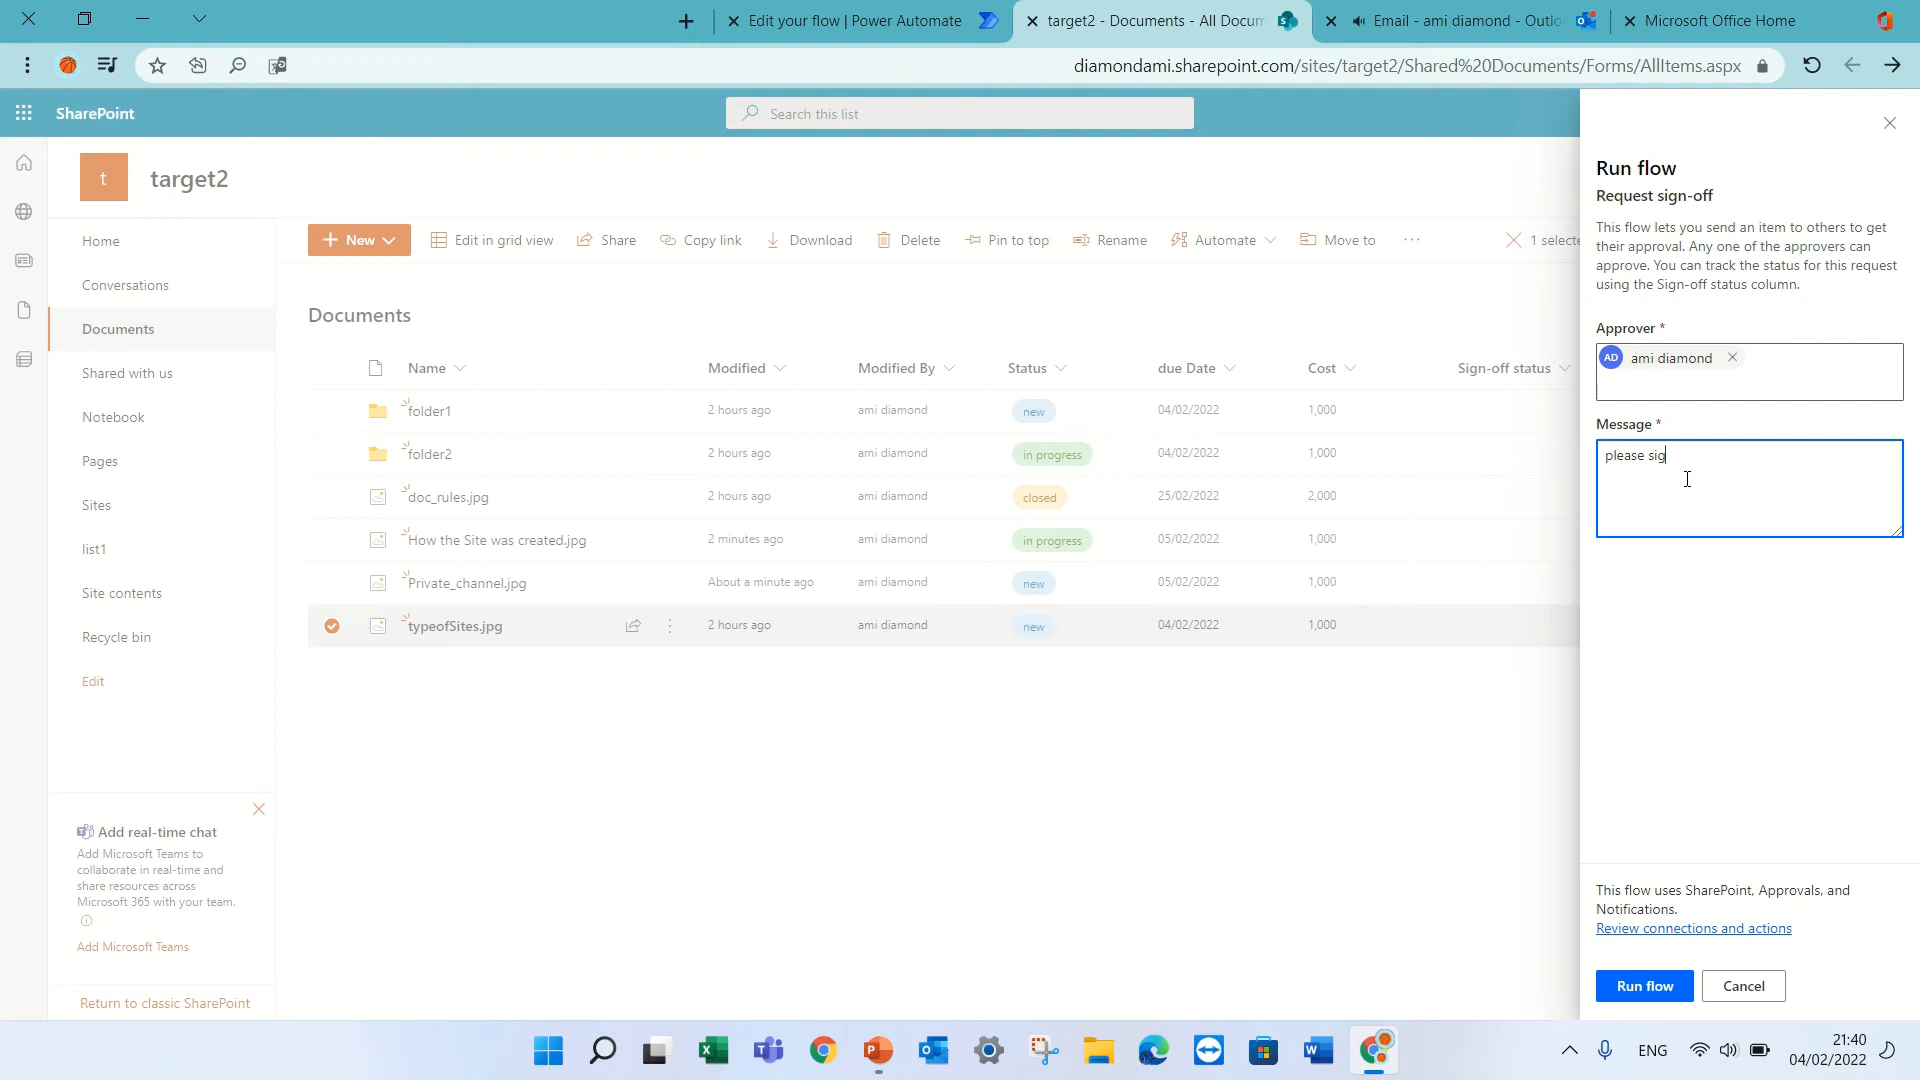 Edit your flow | Power Automate
target2 - Documents - All Docum
Email - ami diamond - Outlo
Microsoft Office Home
diamondami.sharepoint.com/sites/target2/Shared%20Documents/Forms/AllItems.aspx
SharePoint
Search this list
t
target2
Home
Conversations
Documents
Shared with us
Notebook
Pages
Sites
list1
Site contents
Recycle bin
Edit
Add real-time chat
Add Microsoft Teams to
collaborate in real-time and
share resources across
Microsoft 365 with your team.
Add Microsoft Teams
Return to classic SharePoint
New
Edit in grid view
Share
Copy link
Download
Delete
Pin to top
Rename
Automate
Move to
1 selecte
Documents
Name Modified Modified By Status due Date Cost Sign-off status
folder1 2 hours ago ami diamond new 04/02/2022 1,000
folder2 2 hours ago ami diamond in progress 04/02/2022 1,000
doc_rules.jpg 2 hours ago ami diamond closed 25/02/2022 2,000
How the Site was created.jpg 2 minutes ago ami diamond in progress 05/02/2022 1,000
Private_channel.jpg About a minute ago ami diamond new 05/02/2022 1,000
typeofSites.jpg 2 hours ago ami diamond new 04/02/2022 1,000
Run flow
Request sign-off
This flow lets you send an item to others to get
their approval. Any one of the approvers can
approve. You can track the status for this request
using the Sign-off status column.
Approver *
AD ami diamond
Message *
please sig
This flow uses SharePoint, Approvals, and
Notifications.
Review connections and actions
Run flow
Cancel
ENG
21:40
04/02/2022